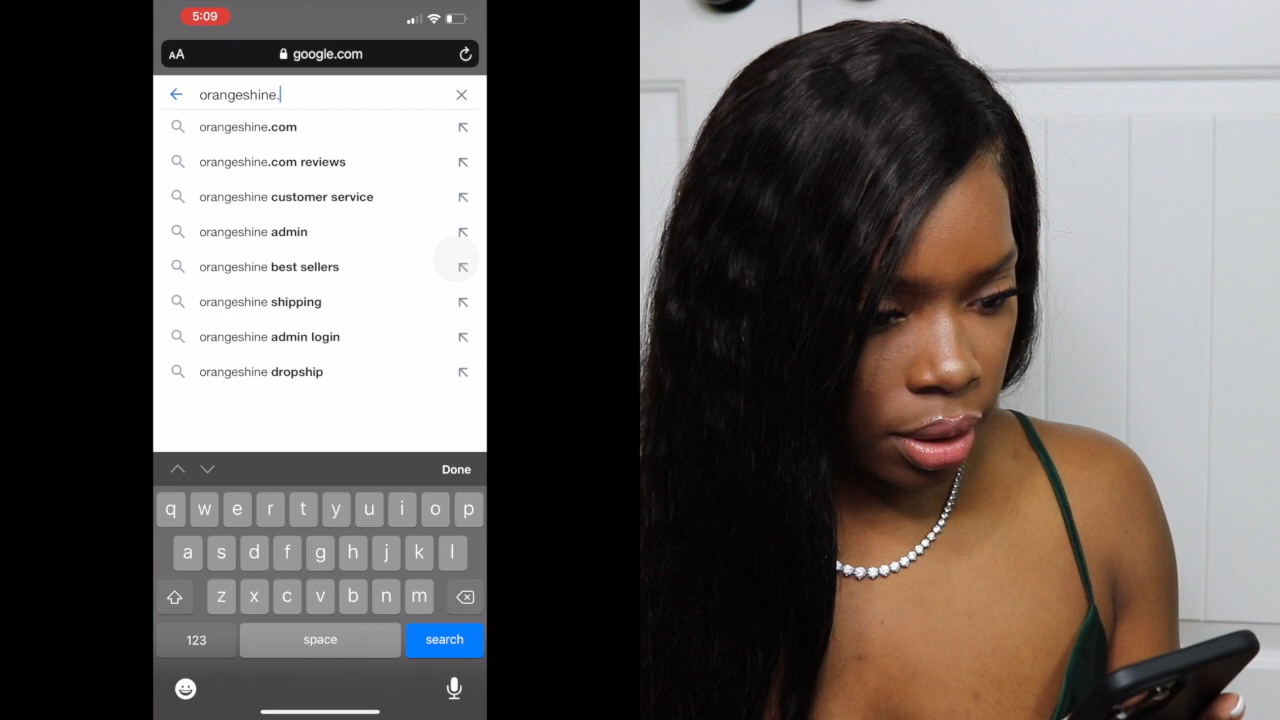 5:09
AA google.com
orangeshine.
orangeshine.com
orangeshine.com reviews
orangeshine customer service
orangeshine admin
orangeshine best sellers
orangeshine shipping
orangeshine admin login
orangeshine dropship
Done
q w e r t y u i o p
a s d f g h j k l
z x c v b n m
123 space search